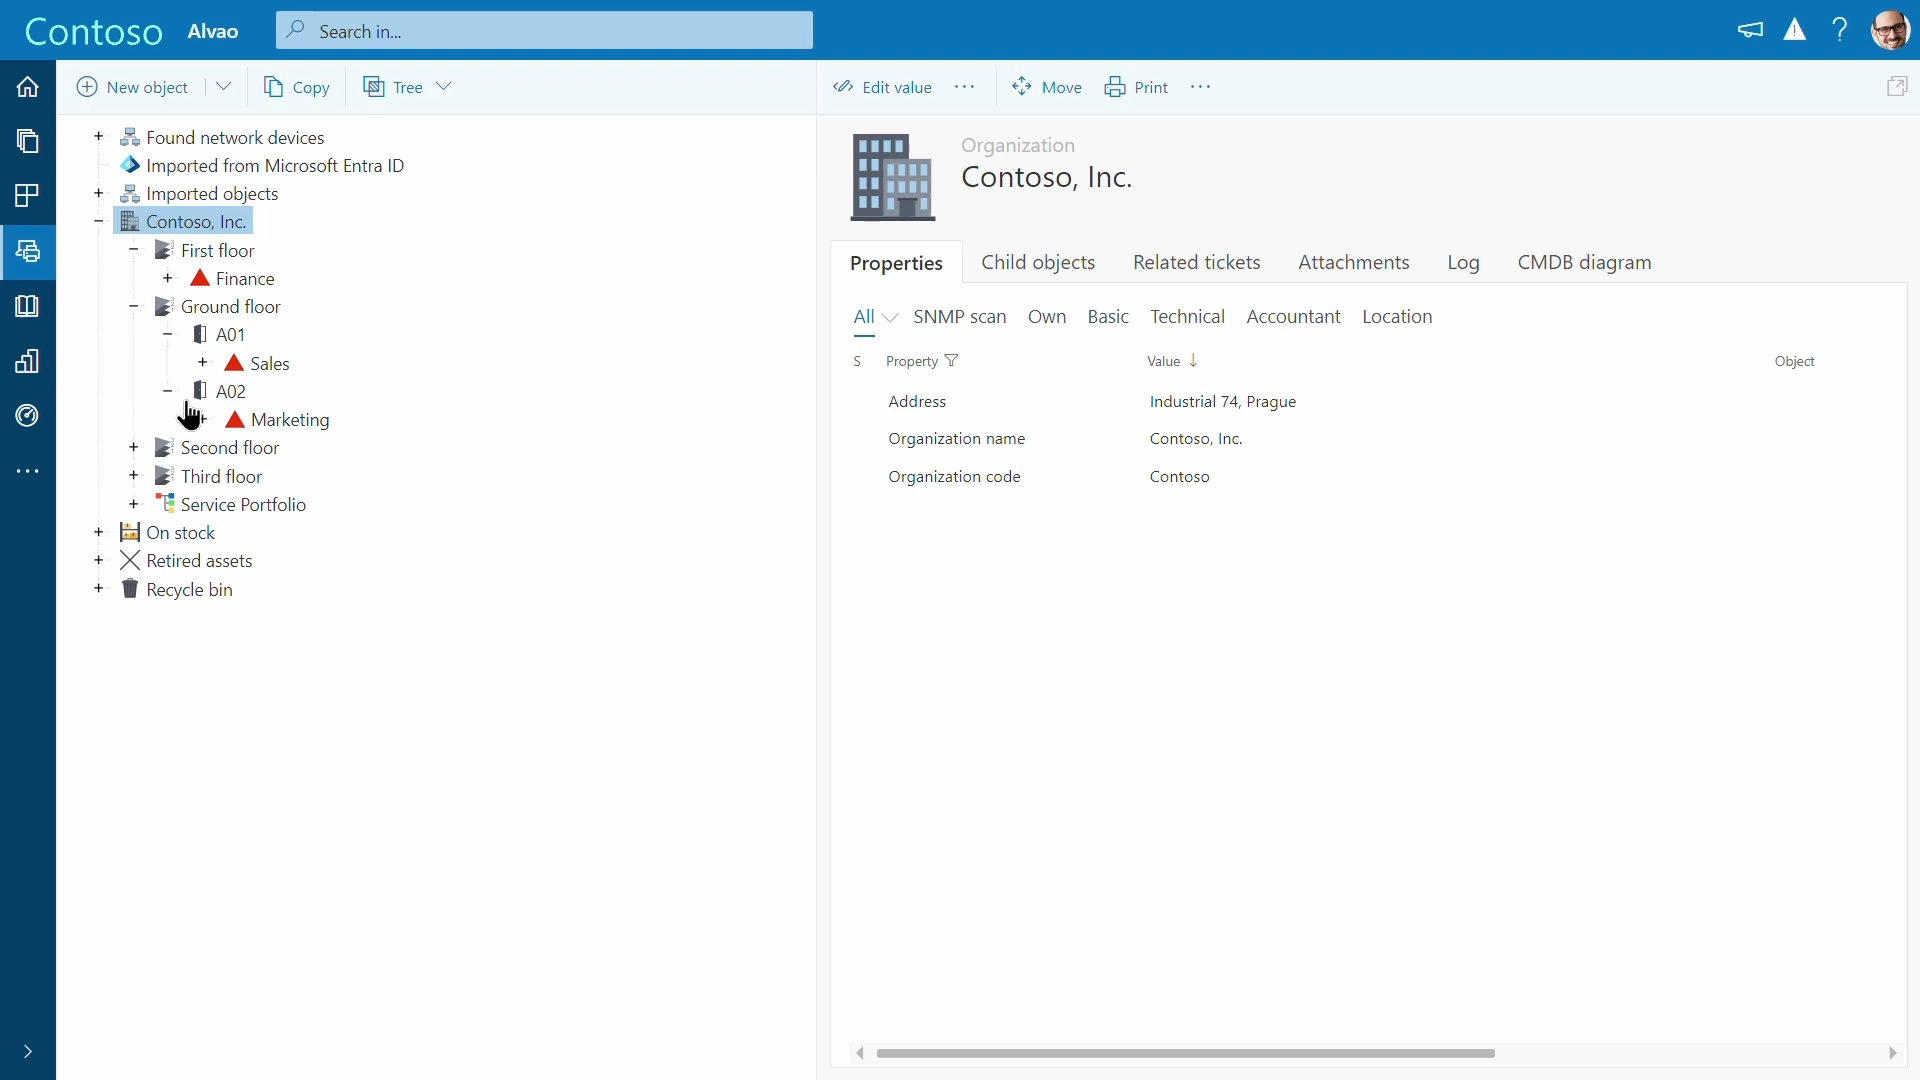 Contoso Alvao Search in...
New object Copy Tree Edit value ... Move Print ...
Found network devices
Imported from Microsoft Entra ID
Imported objects
Contoso, Inc.
First floor
Finance
Ground floor
A01
Sales
A02
Marketing
Second floor
Third floor
Service Portfolio
On stock
Retired assets
Recycle bin
Organization
Contoso, Inc.
Properties Child objects Related tickets Attachments Log CMDB diagram
All SNMP scan Own Basic Technical Accountant Location
S Property Value Object
Address Industrial 74, Prague
Organization name Contoso, Inc.
Organization code Contoso